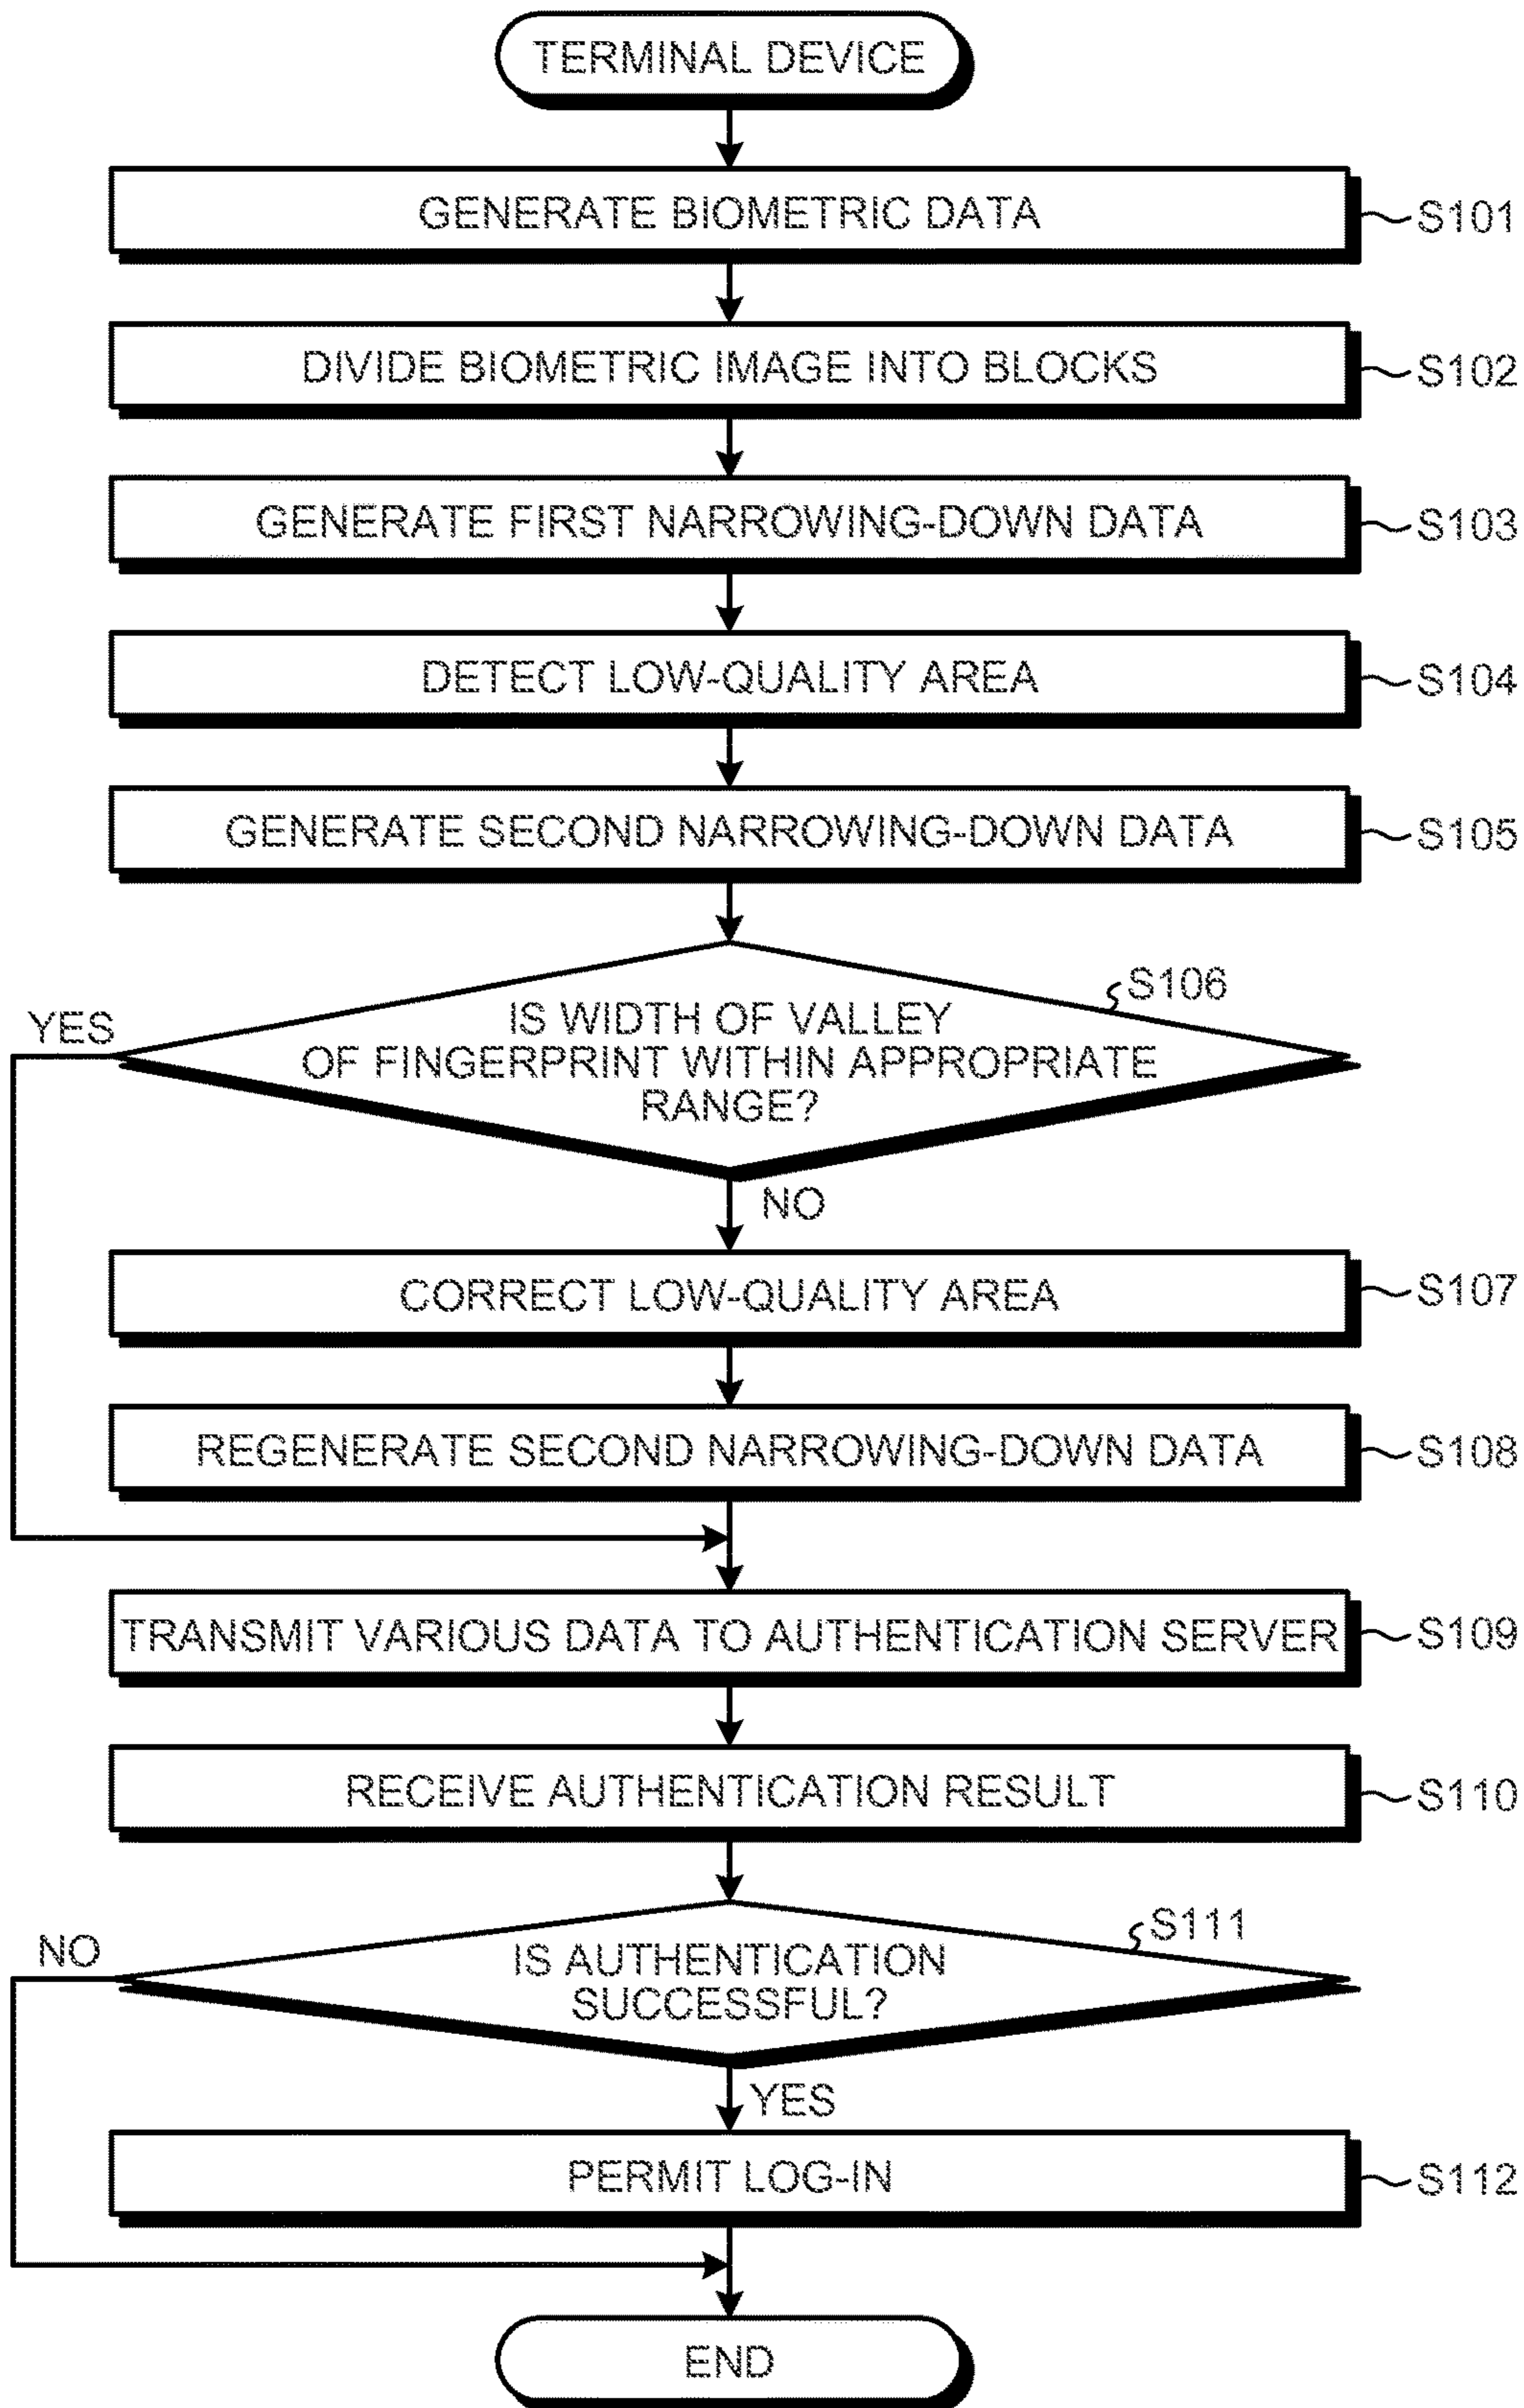 TERMINAL DEVICE
GENERATE BIOMETRIC DATA
S101
DIVIDE BIOMETRIC IMAGE INTO BLOCKS
S102
GENERATE FIRST NARROWING-DOWN DATA
S103
DETECT LOW-QUALITY AREA
S104
GENERATE SECOND NARROWING-DOWN DATA
S105
S106
YES
IS WIDTH OF VALLEY
OF FINGERPRINT WITHIN APPROPRIATE
RANGE?
NO
CORRECT LOW-QUALITY AREA
S107
REGENERATE SECOND NARROWING-DOWN DATA
S108
TRANSMIT VARIOUS DATA TO AUTHENTICATION SERVER
S109
RECEIVE AUTHENTICATION RESULT
S110
S111
NO
IS AUTHENTICATION
SUCCESSFUL?
YES
PERMIT LOG-IN
S112
END